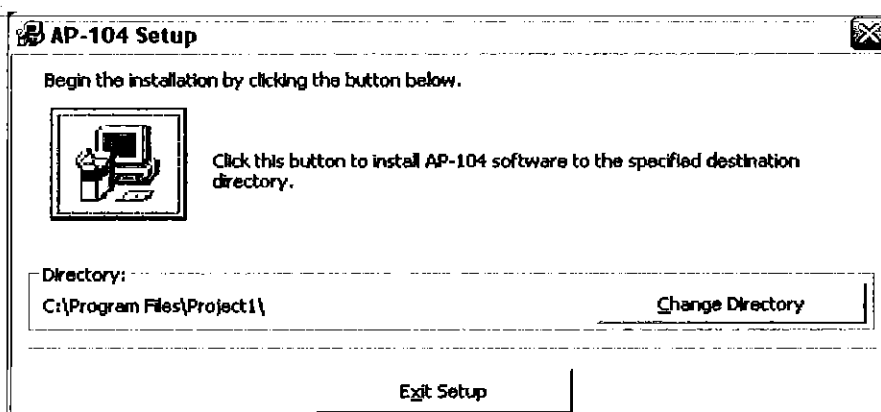 AP-104 Setup
Begin the installation by clicking the button below.
Click this button to install AP-104 software to the specified destination
directory.
Directory:
C:\Program Files\Project1\
Change Directory
Exit Setup